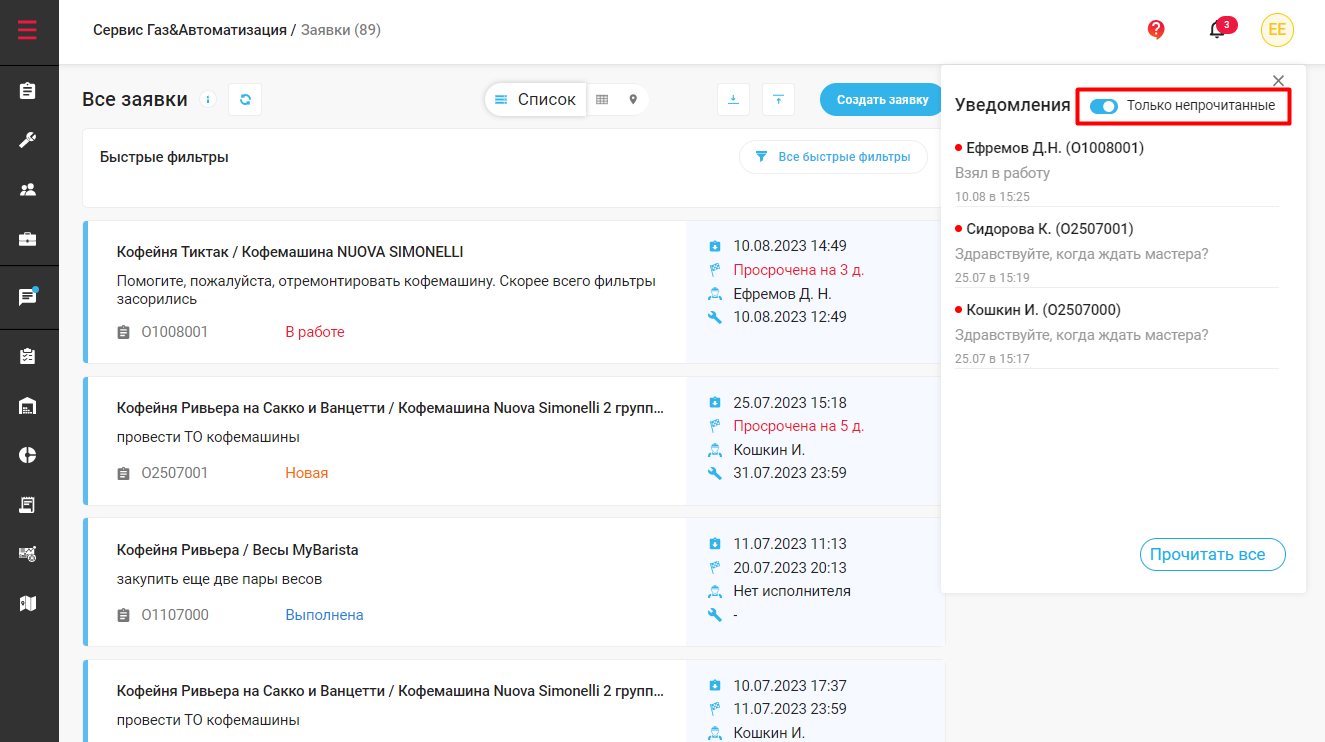 Сервис Газ&Автоматизация / Заявки (89)
3
EE
Все заявки
Список
Создать заявку
Быстрые фильтры
Все быстрые фильтры
Кофейня Тиктак / Кофемашина NUOVA SIMONELLI
Помогите, пожалуйста, отремонтировать кофемашину. Скорее всего фильтры
засорились
О1008001
В работе
10.08.2023 14:49
Просрочена на 3 д.
Ефремов Д. Н.
10.08.2023 12:49
Кофейня Ривьера на Сакко и Ванцетти / Кофемашина Nuova Simonelli 2 групп...
провести ТО кофемашины
О2507001
Новая
25.07.2023 15:18
Просрочена на 5 д.
Кошкин И.
31.07.2023 23:59
Кофейня Ривьера / Весы MyBarista
закупить еще две пары весов
О1107000
Выполнена
11.07.2023 11:13
20.07.2023 20:13
Нет исполнителя
-
Кофейня Ривьера на Сакко и Ванцетти / Кофемашина Nuova Simonelli 2 групп...
провести ТО кофемашины
10.07.2023 17:37
11.07.2023 23:59
Кошкин И.
Уведомления
Только непрочитанные
Ефремов Д.Н. (О1008001)
Взял в работу
10.08 в 15:25
Сидорова К. (О2507001)
Здравствуйте, когда ждать мастера?
25.07 в 15:19
Кошкин И. (О2507000)
Здравствуйте, когда ждать мастера?
25.07 в 15:17
Прочитать все